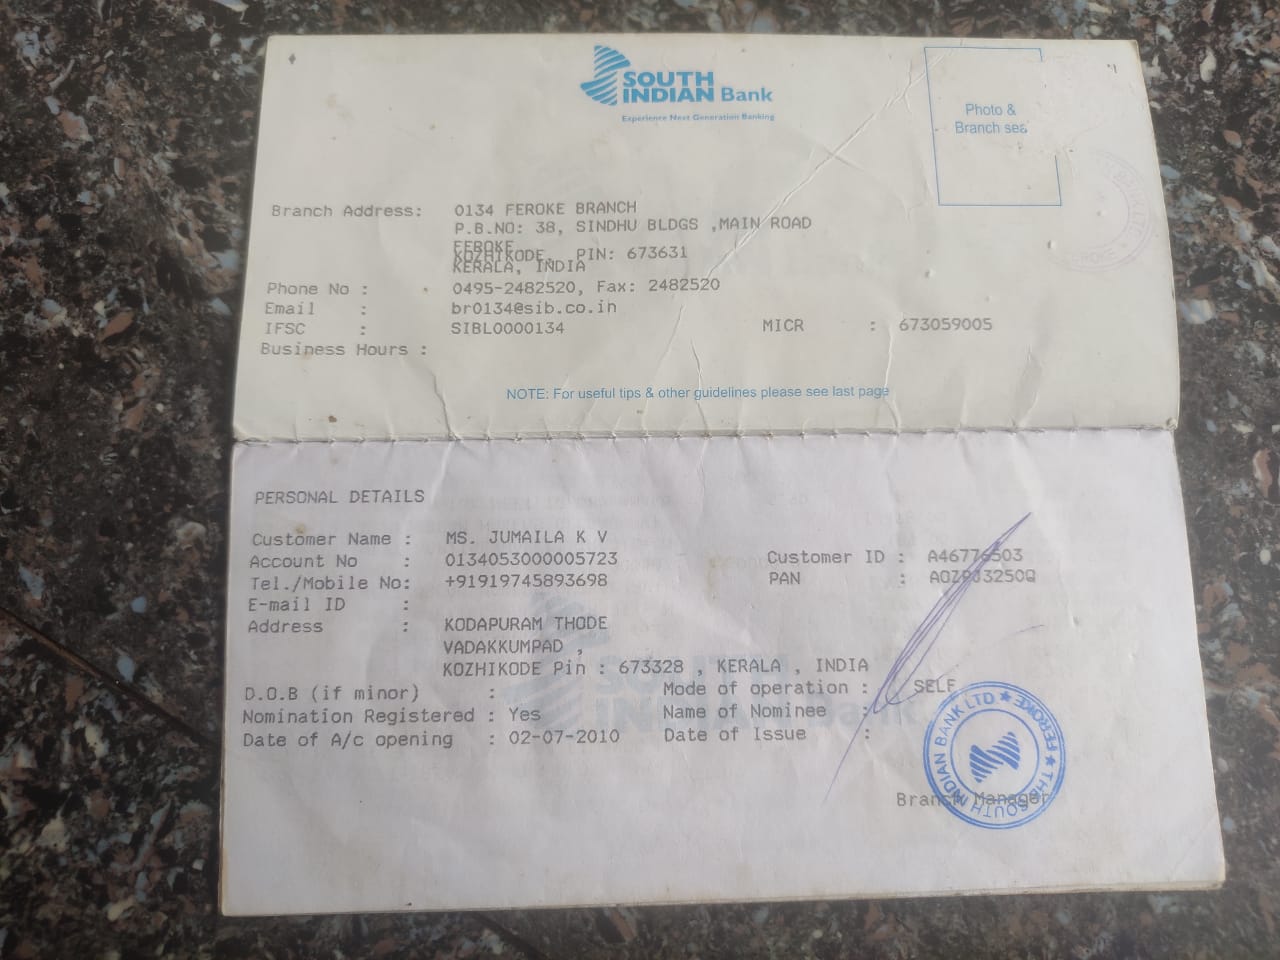 SOUTH
INDIAN Bank
Experience Next Generation Banking
Photo &
Branch seal
Branch Address: 0134 FEROKE BRANCH
P.B.NO: 38, SINDHU BLDGS ,MAIN ROAD
FEROKE
KOZHIKODE, PIN: 673631
KERALA, INDIA
Phone No : 0495-2482520, Fax: 2482520
Email : br0134@sib.co.in
IFSC : SIBL0000134 MICR : 673059005
Business Hours :
NOTE: For useful tips & other guidelines please see last page
PERSONAL DETAILS
Customer Name : MS. JUMAILA K V
Account No : 0134053000005723 Customer ID : A46776503
Tel./Mobile No: +91919745893698 PAN : AOZPJ3250Q
E-mail ID :
Address : KODAPURAM THODE
VADAKKUMPAD ,
KOZHIKODE Pin : 673328 , KERALA , INDIA
D.O.B (if minor) : Mode of operation : SELF
Nomination Registered : Yes Name of Nominee :
Date of A/c opening : 02-07-2010 Date of Issue :
Branch Manager
THE SOUTH INDIAN BANK LTD. ★ FEROKE ★